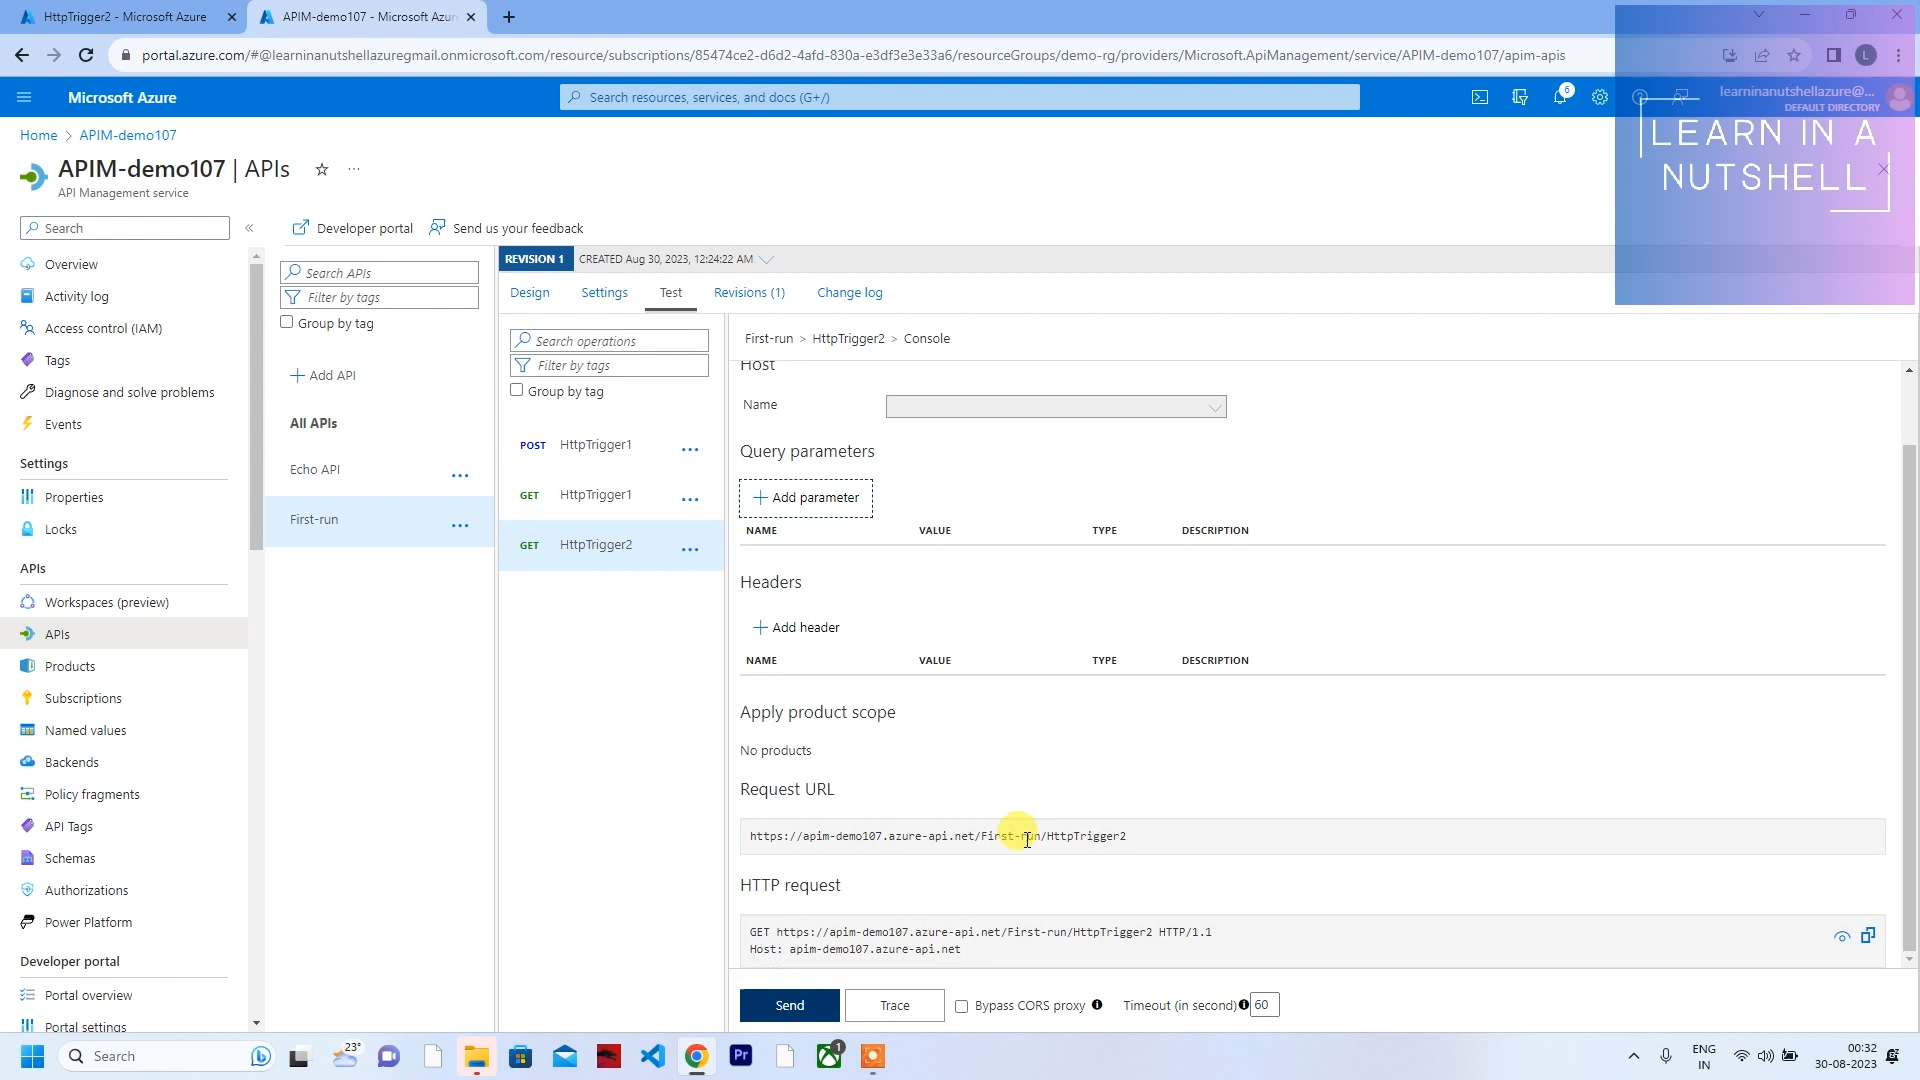 HttpTrigger2 - Microsoft Azure
APIM-demo107 - Microsoft Azure
portal.azure.com/#@learninanutshellazuregmail.onmicrosoft.com/resource/subscriptions/85474ce2-d6d2-4afd-830a-e3df3e3e33a6/resourceGroups/demo-rg/providers/Microsoft.ApiManagement/service/APIM-demo107/apim-apis
L
Microsoft Azure
Search resources, services, and docs (G+/)
6
learninanutshellazure@...
DEFAULT DIRECTORY
LEARN IN A
NUTSHELL
Home > APIM-demo107
APIM-demo107 | APIs
API Management service
Search
Developer portal
Send us your feedback
Overview
Activity log
Access control (IAM)
Tags
Diagnose and solve problems
Events
Settings
Properties
Locks
APIs
Workspaces (preview)
APIs
Products
Subscriptions
Named values
Backends
Policy fragments
API Tags
Schemas
Authorizations
Power Platform
Developer portal
Portal overview
Portal settings
Search APIs
Filter by tags
Group by tag
Add API
All APIs
Echo API
First-run
REVISION 1
CREATED Aug 30, 2023, 12:24:22 AM
Design
Settings
Test
Revisions (1)
Change log
Search operations
Filter by tags
Group by tag
POST HttpTrigger1
GET HttpTrigger1
GET HttpTrigger2
First-run > HttpTrigger2 > Console
Host
Name
Query parameters
Add parameter
NAME VALUE TYPE DESCRIPTION
Headers
Add header
NAME VALUE TYPE DESCRIPTION
Apply product scope
No products
Request URL
https://apim-demo107.azure-api.net/First-run/HttpTrigger2
HTTP request
GET https://apim-demo107.azure-api.net/First-run/HttpTrigger2 HTTP/1.1
Host: apim-demo107.azure-api.net
Send
Trace
Bypass CORS proxy
Timeout (in second)
60
Search
23°
Pr
1
ENG
IN
00:32
30-08-2023